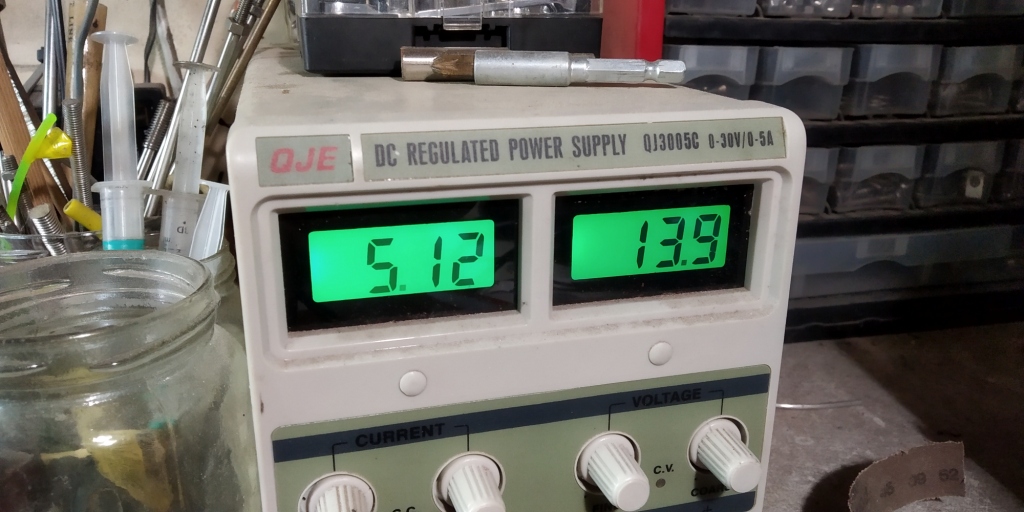 QJE
DC REGULATED POWER SUPPLY QJ3005C 0-30V/0-5A
5.12
13.9
CURRENT
VOLTAGE
C.C.
C.V.